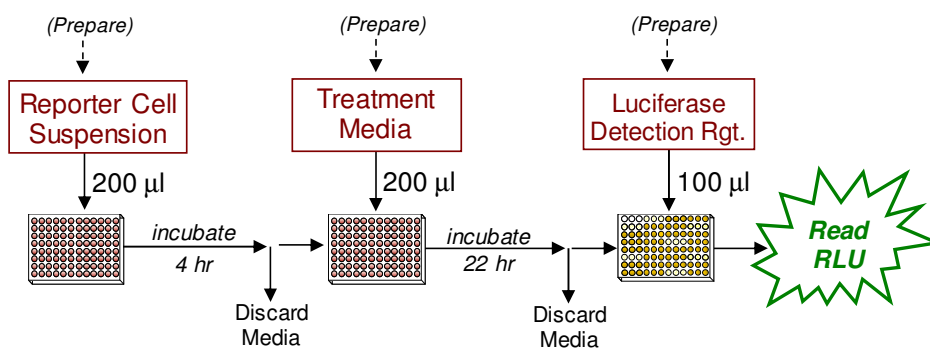 (Prepare)
(Prepare)
(Prepare)
Reporter Cell
Suspension
Treatment
Media
Luciferase
Detection Rgt.
200 µl
200 µl
100 µl
incubate
4 hr
incubate
22 hr
Read
RLU
Discard
Media
Discard
Media